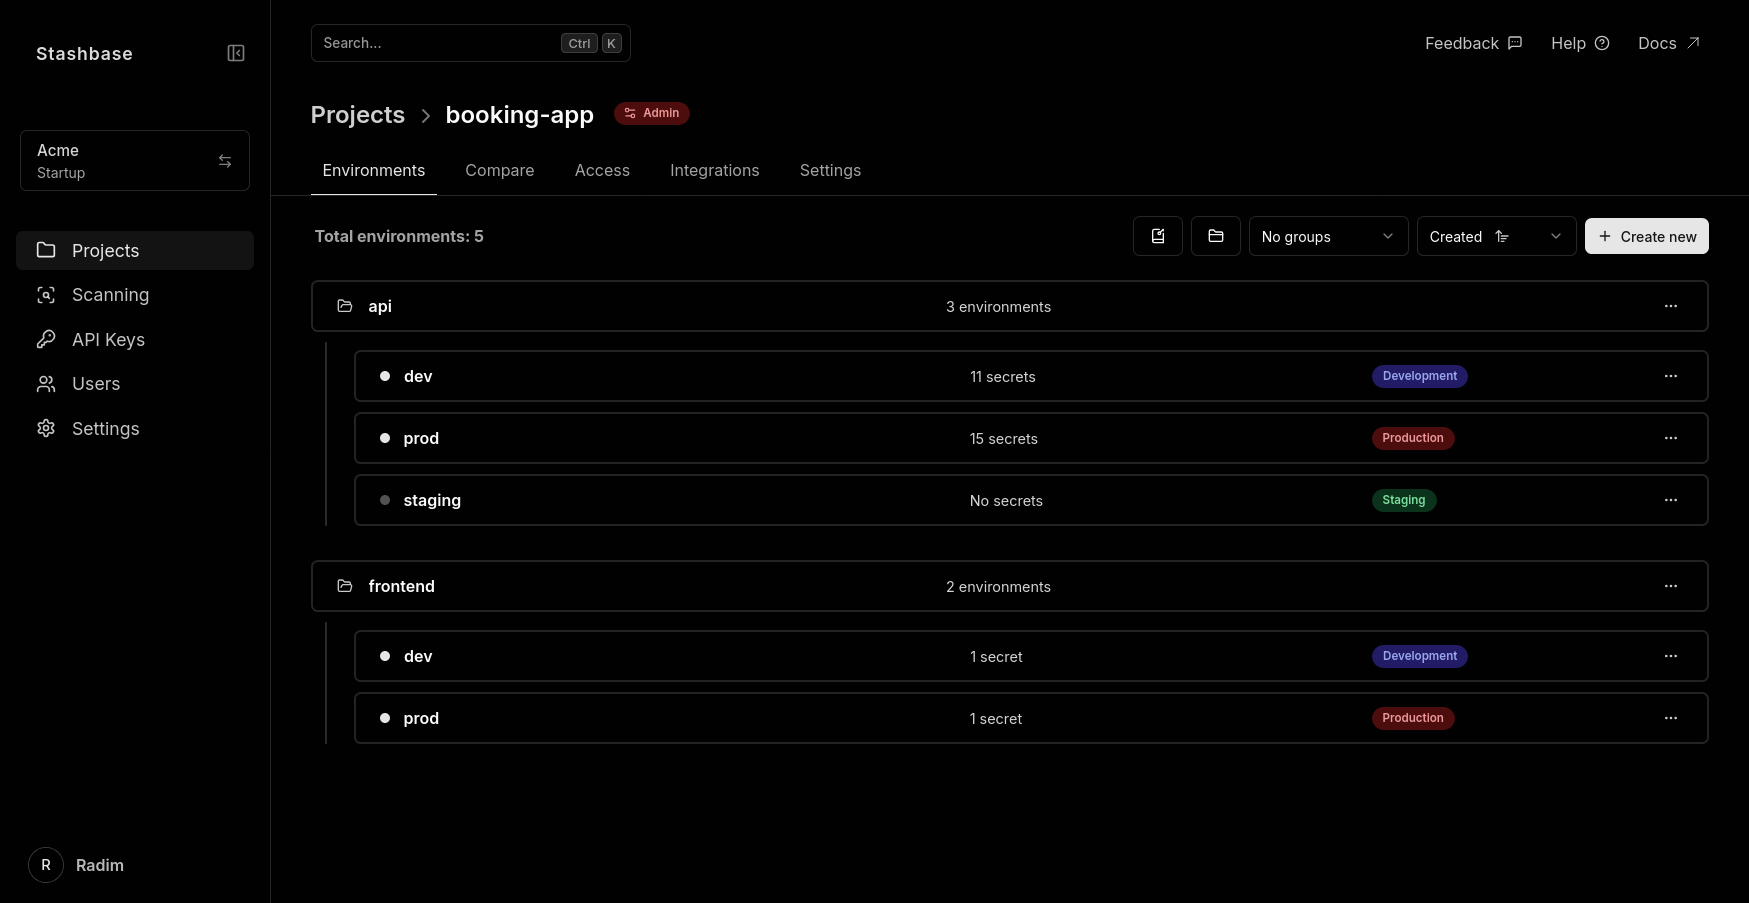 Stashbase
Acme
Startup
Projects
Scanning
API Keys
Users
Settings
R Radim
Search... Ctrl K
Feedback Help Docs
Projects > booking-app Admin
Environments Compare Access Integrations Settings
Total environments: 5 No groups Created + Create new
api 3 environments ...
dev 11 secrets Development ...
prod 15 secrets Production ...
staging No secrets Staging ...
frontend 2 environments ...
dev 1 secret Development ...
prod 1 secret Production ...